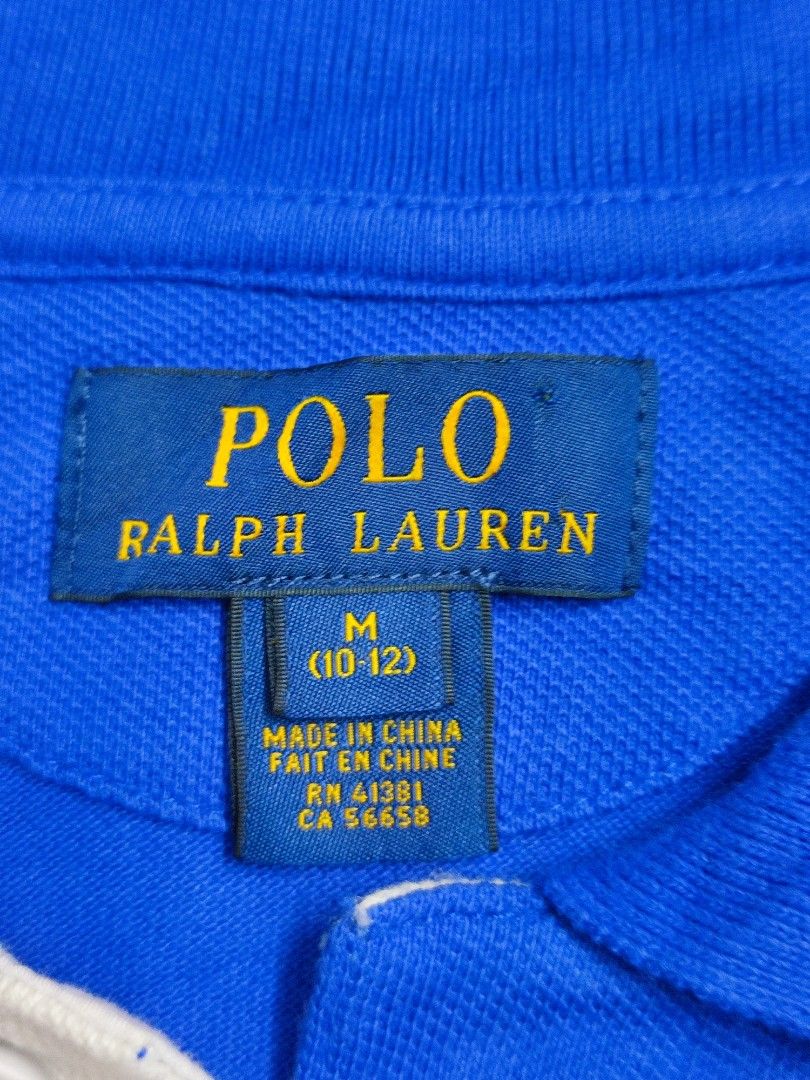 POLO
RALPH LAUREN
M
(10-12)
MADE IN CHINA
FAIT EN CHINE
RN 41381
CA 56658